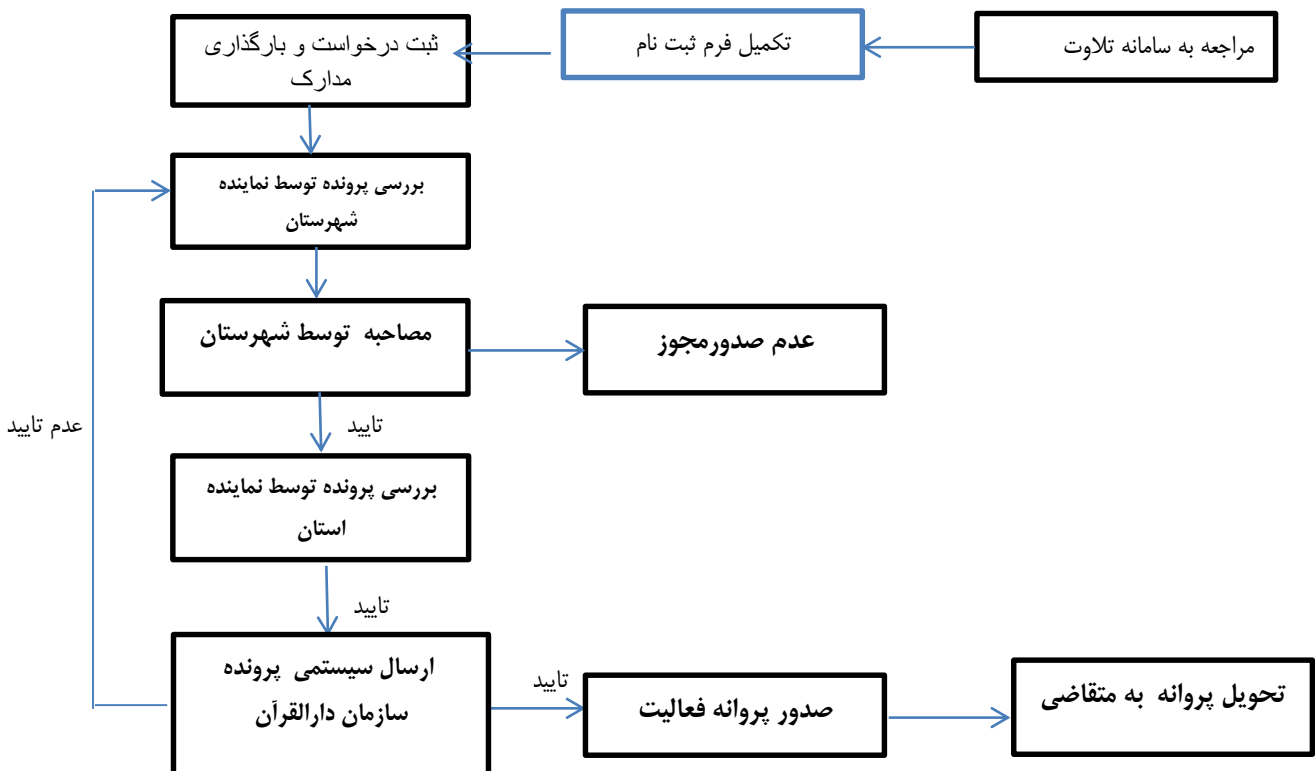 مراجعه به سامانه تلاوت
تکمیل فرم ثبت نام
ثبت درخواست و بارگذاری
مدارک
بررسی پرونده توسط نماینده
شهرستان
مصاحبه توسط شهرستان
عدم صدورمجوز
تایید
عدم تایید
بررسی پرونده توسط نماینده
استان
تایید
ارسال سیستمی پرونده
سازمان دارالقرآن
تایید
صدور پروانه فعالیت
تحویل پروانه به متقاضی